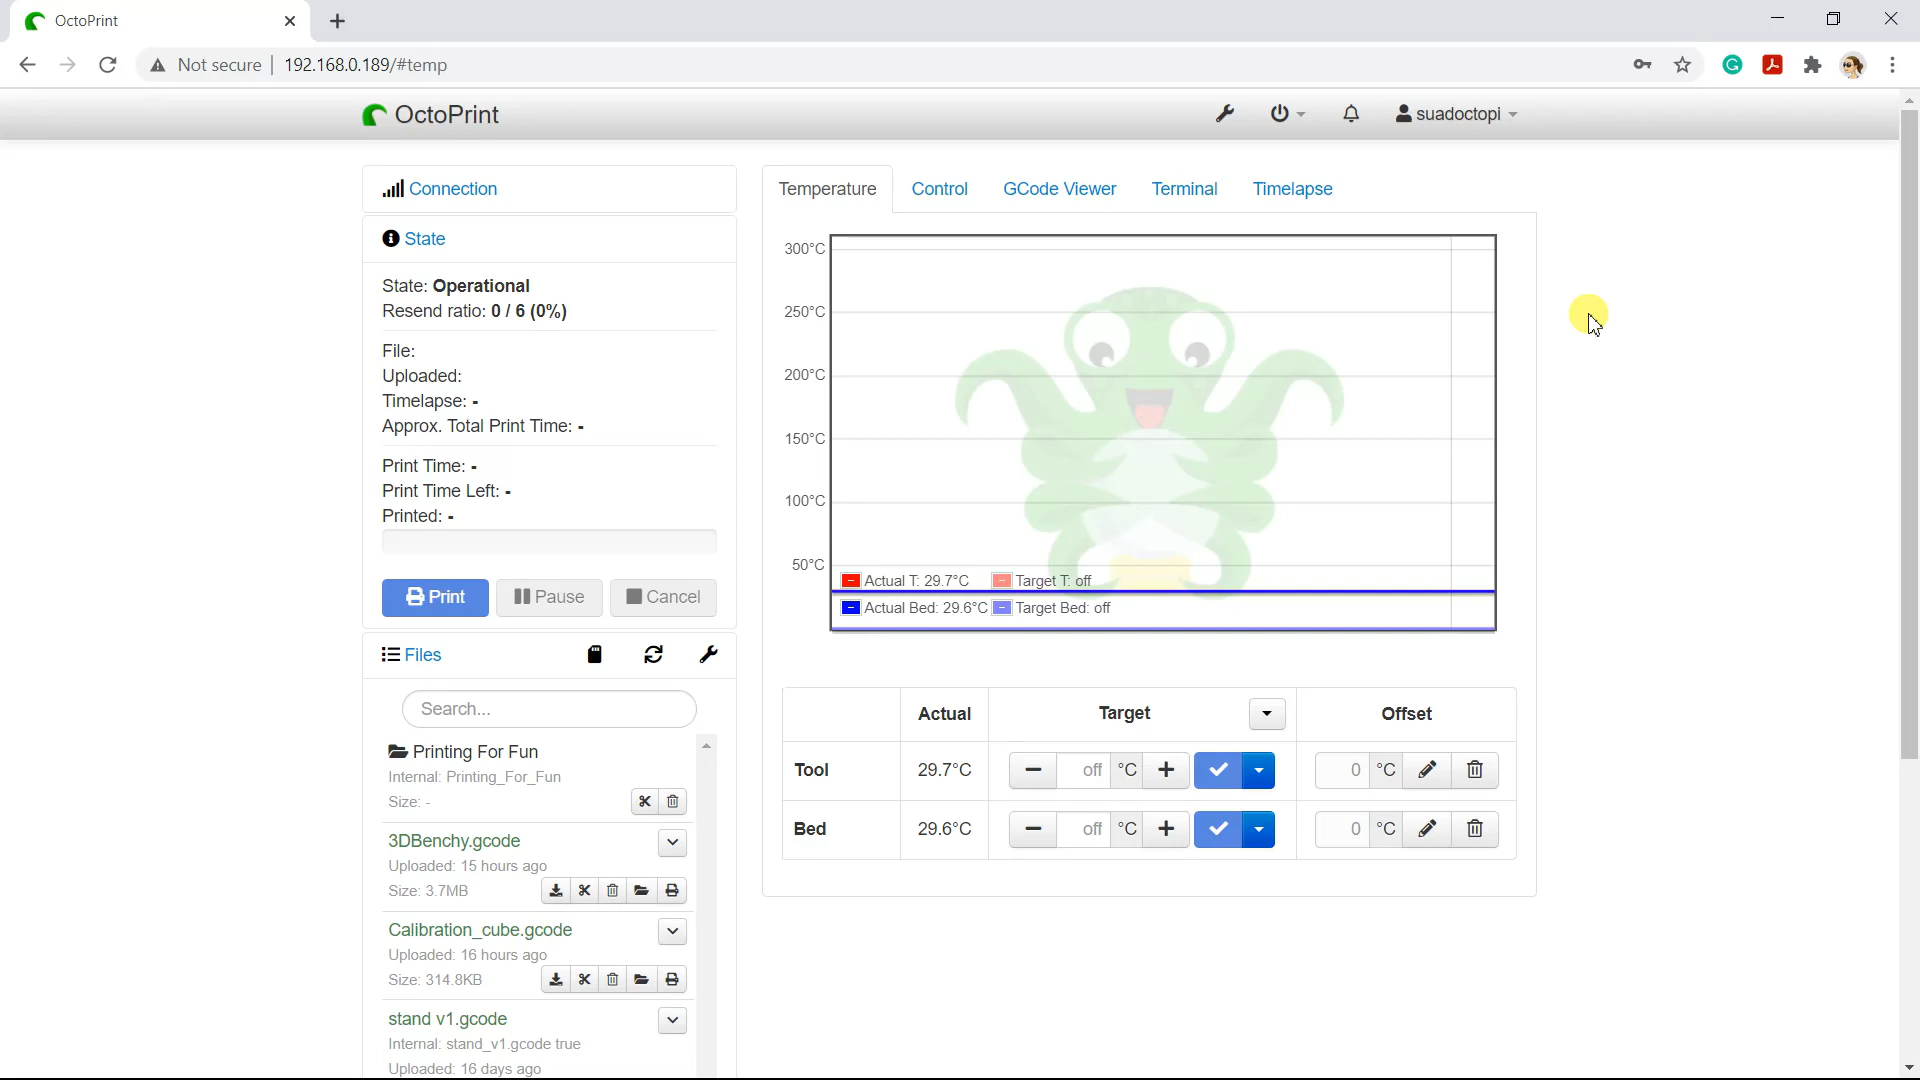 OctoPrint
Not secure | 192.168.0.189/#temp
OctoPrint
suadoctopi
Connection
State
State: Operational
Resend ratio: 0 / 6 (0%)
File:
Uploaded:
Timelapse: -
Approx. Total Print Time: -
Print Time: -
Print Time Left: -
Printed: -
Print Pause Cancel
Files
Search...
Printing For Fun
Internal: Printing_For_Fun
Size: -
3DBenchy.gcode
Uploaded: 15 hours ago
Size: 3.7MB
Calibration_cube.gcode
Uploaded: 16 hours ago
Size: 314.8KB
stand v1.gcode
Internal: stand_v1.gcode true
Uploaded: 16 days ago
Temperature Control GCode Viewer Terminal Timelapse
300°C
250°C
200°C
150°C
100°C
50°C
Actual T: 29.7°C Target T: off
Actual Bed: 29.6°C Target Bed: off
Actual Target Offset
Tool 29.7°C off °C 0 °C
Bed 29.6°C off °C 0 °C